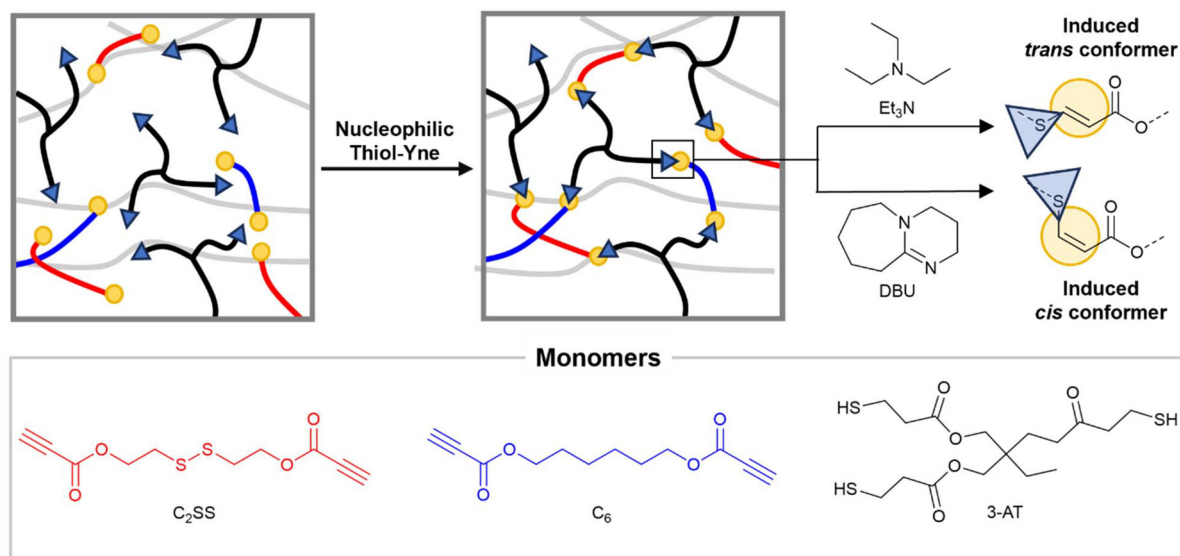 Nucleophilic
Thiol-Yne
N
Et₃N
N
N
DBU
Induced
trans conformer
S
O
O
S
O
O
Induced
cis conformer
Monomers
O
O
S
S
O
O
C₂SS
O
O
O
O
C₆
HS
O
O
O
SH
HS
O
O
3-AT